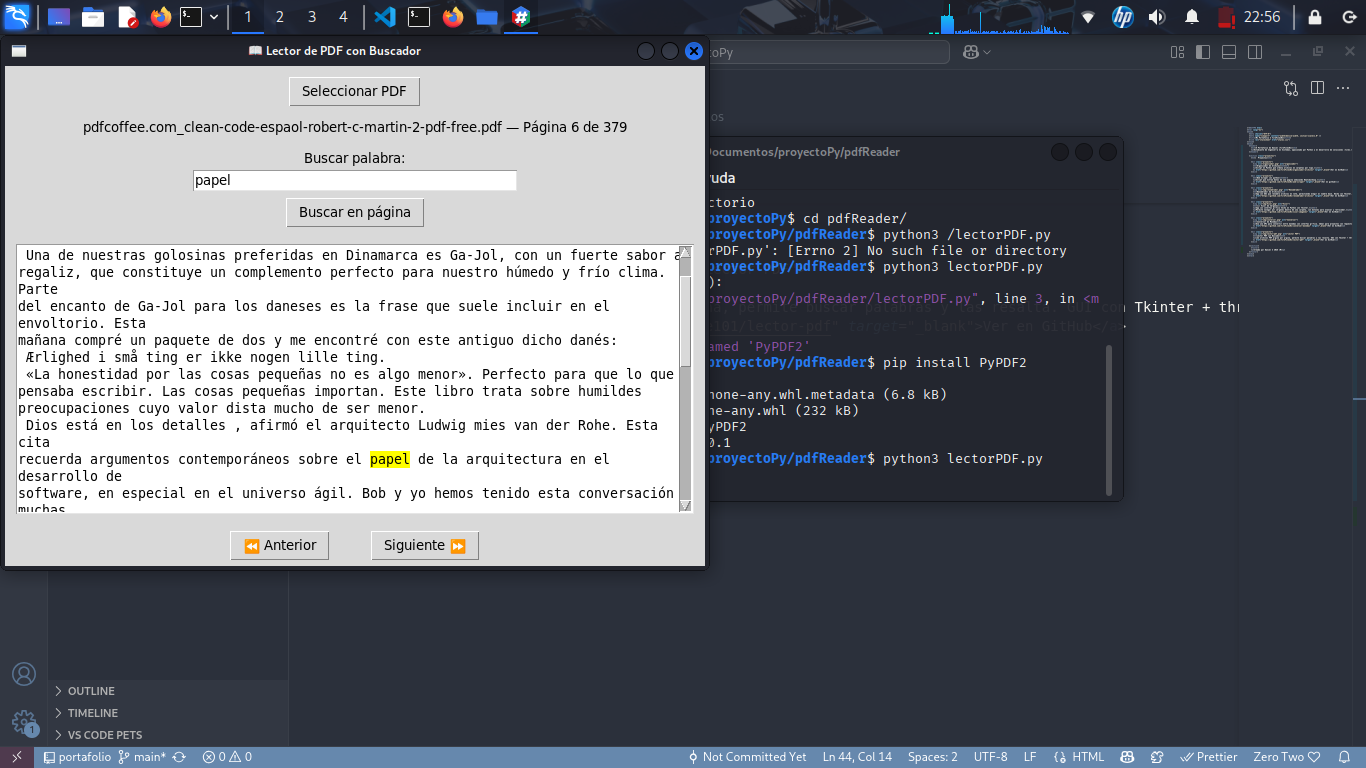 1 2 3 4
22:56
Lector de PDF con Buscador
Seleccionar PDF
pdfcoffee.com_clean-code-espaol-robert-c-martin-2-pdf-free.pdf — Página 6 de 379
Buscar palabra:
papel
Buscar en página
Una de nuestras golosinas preferidas en Dinamarca es Ga-Jol, con un fuerte sabor a
regaliz, que constituye un complemento perfecto para nuestro húmedo y frío clima.
Parte
del encanto de Ga-Jol para los daneses es la frase que suele incluir en el
envoltorio. Esta
mañana compré un paquete de dos y me encontré con este antiguo dicho danés:
Ærlighed i små ting er ikke nogen lille ting.
«La honestidad por las cosas pequeñas no es algo menor». Perfecto para que lo que
pensaba escribir. Las cosas pequeñas importan. Este libro trata sobre humildes
preocupaciones cuyo valor dista mucho de ser menor.
Dios está en los detalles , afirmó el arquitecto Ludwig mies van der Rohe. Esta
cita
recuerda argumentos contemporáneos sobre el papel de la arquitectura en el
desarrollo de
software, en especial en el universo ágil. Bob y yo hemos tenido esta conversación
muchas
⏪ Anterior
Siguiente ⏩
toPy
os
Documentos/proyectoPy/pdfReader
uda
ctorio
proyectoPy$ cd pdfReader/
proyectoPy/pdfReader$ python3 /lectorPDF.py
rPDF.py': [Errno 2] No such file or directory
proyectoPy/pdfReader$ python3 lectorPDF.py
):
proyectoPy/pdfReader/lectorPDF.py", line 3, in <m
amed 'PyPDF2'
proyectoPy/pdfReader$ pip install PyPDF2
none-any.whl.metadata (6.8 kB)
ne-any.whl (232 kB)
yPDF2
0.1
proyectoPy/pdfReader$ python3 lectorPDF.py
con Tkinter + thr
OUTLINE
TIMELINE
VS CODE PETS
1
portafolio main* 0 0 Not Committed Yet Ln 44, Col 14 Spaces: 2 UTF-8 LF HTML Prettier Zero Two